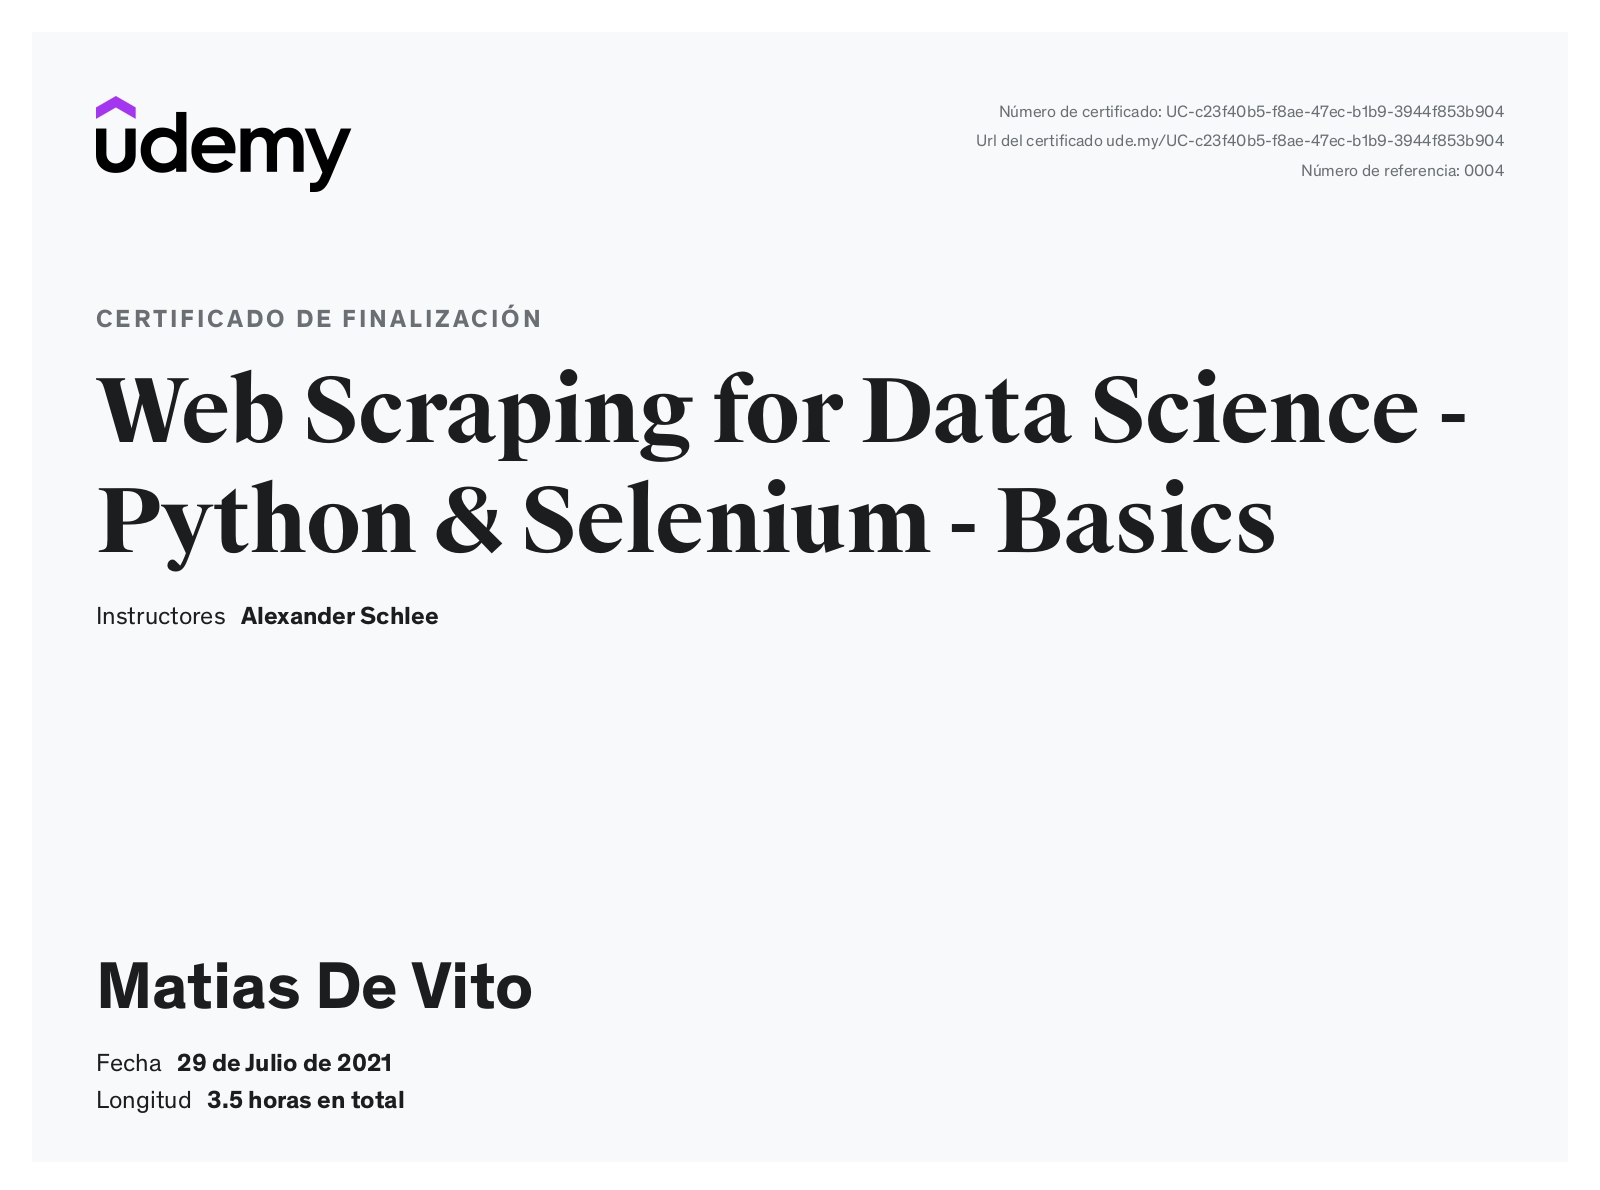 udemy
Número de certificado: UC-c23f40b5-f8ae-47ec-b1b9-3944f853b904
Url del certificado ude.my/UC-c23f40b5-f8ae-47ec-b1b9-3944f853b904
Número de referencia: 0004
CERTIFICADO DE FINALIZACIÓN
Web Scraping for Data Science -
Python & Selenium - Basics
Instructores Alexander Schlee
Matias De Vito
Fecha 29 de Julio de 2021
Longitud 3.5 horas en total